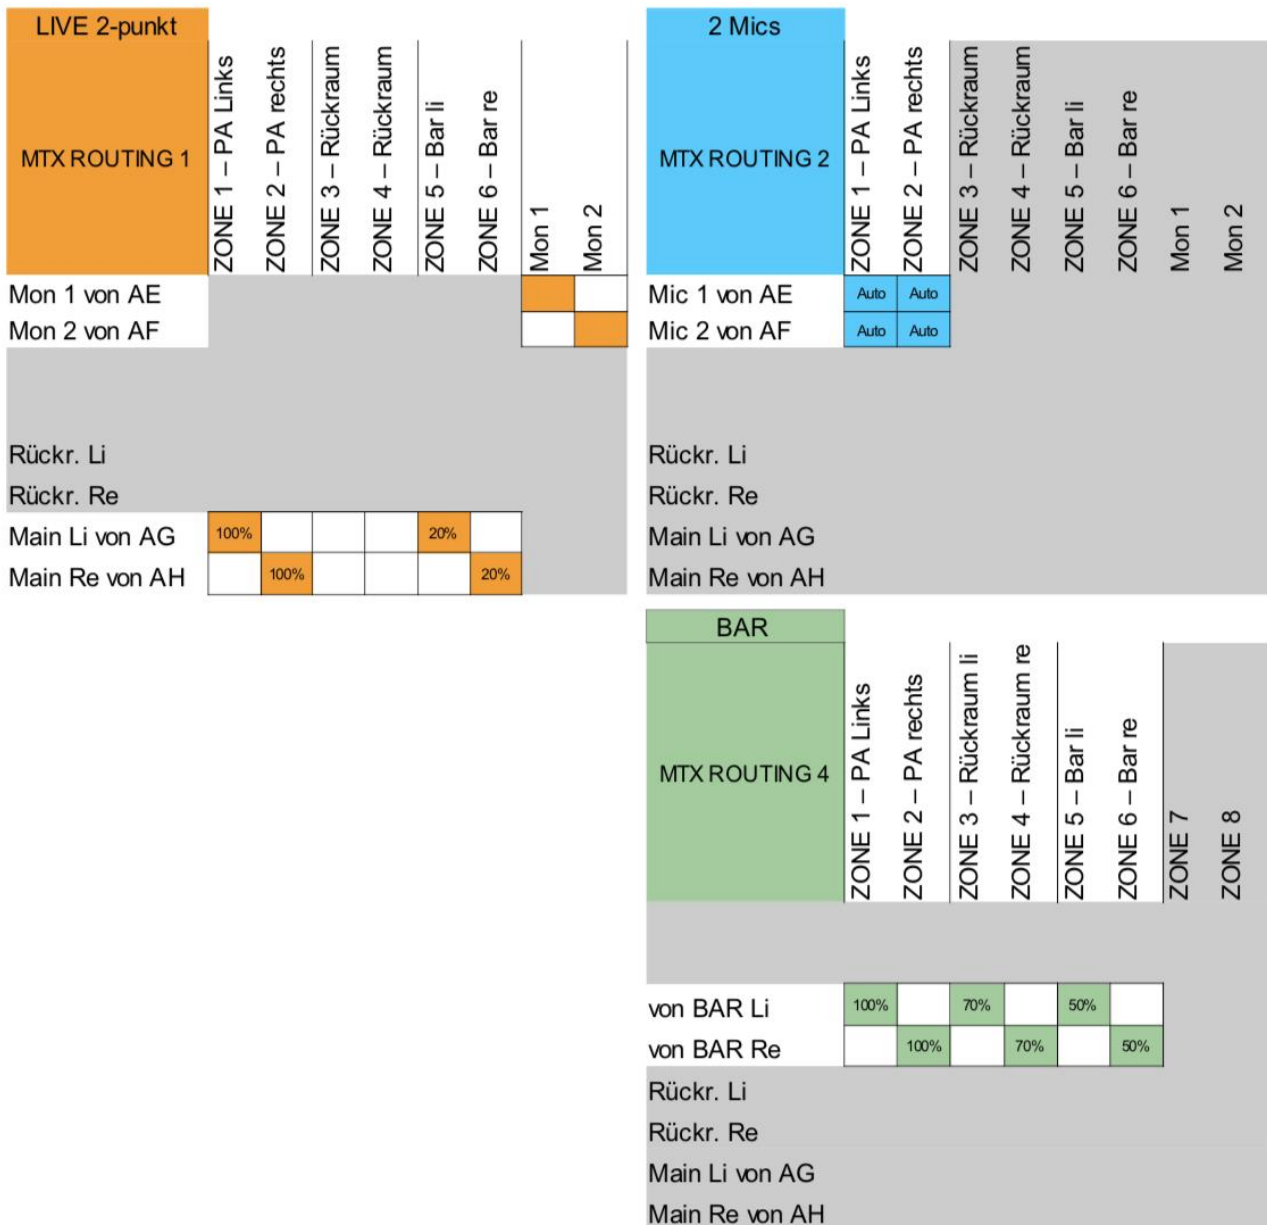 LIVE 2-punkt
MTX ROUTING 1
ZONE 1 – PA Links
ZONE 2 – PA rechts
ZONE 3 – Rückraum
ZONE 4 – Rückraum
ZONE 5 – Bar li
ZONE 6 – Bar re
Mon 1
Mon 2
Mon 1 von AE
Mon 2 von AF
Rückr. Li
Rückr. Re
Main Li von AG
100%
20%
Main Re von AH
100%
20%
2 Mics
MTX ROUTING 2
ZONE 1 – PA Links
ZONE 2 – PA rechts
ZONE 3 – Rückraum
ZONE 4 – Rückraum
ZONE 5 – Bar li
ZONE 6 – Bar re
Mon 1
Mon 2
Mic 1 von AE
Auto
Auto
Mic 2 von AF
Auto
Auto
Rückr. Li
Rückr. Re
Main Li von AG
Main Re von AH
BAR
MTX ROUTING 4
ZONE 1 – PA Links
ZONE 2 – PA rechts
ZONE 3 – Rückraum li
ZONE 4 – Rückraum re
ZONE 5 – Bar li
ZONE 6 – Bar re
ZONE 7
ZONE 8
von BAR Li
100%
70%
50%
von BAR Re
100%
70%
50%
Rückr. Li
Rückr. Re
Main Li von AG
Main Re von AH